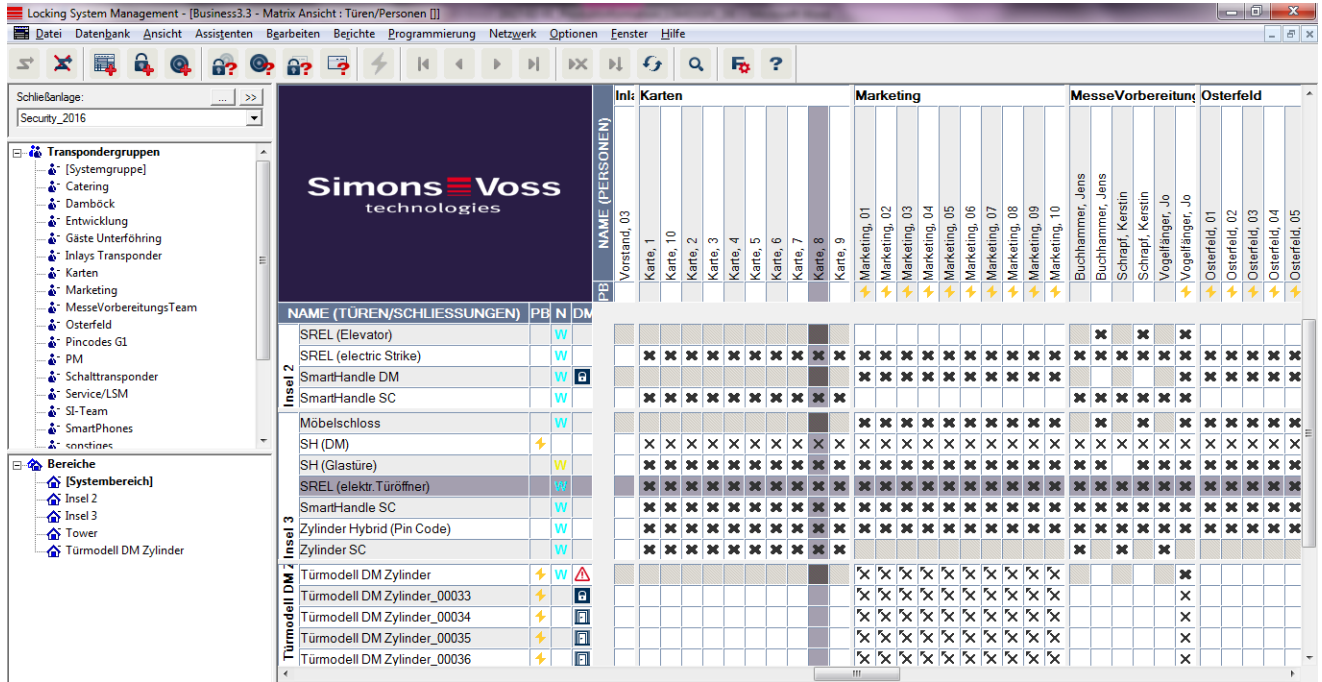 Locking System Management - [Business3.3 - Matrix Ansicht : Türen/Personen []]
Datei Datenbank Ansicht Assistenten Bearbeiten Berichte Programmierung Netzwerk Optionen Fenster Hilfe
Schließanlage:
... >>
Security_2016
Transpondergruppen
[Systemgruppe]
Catering
Damböck
Entwicklung
Gäste Unterföhring
Inlays Transponder
Karten
Marketing
MesseVorbereitungsTeam
Osterfeld
Pincodes G1
PM
Schalttransponder
Service/LSM
SI-Team
SmartPhones
sonstiges
Bereiche
[Systembereich]
Insel 2
Insel 3
Tower
Türmodell DM Zylinder
SimonsVoss
technologies
NAME (PERSONEN)
PB
Inla Karten Marketing MesseVorbereitung Osterfeld
Vorstand, 03
Karte, 1
Karte, 10
Karte, 2
Karte, 3
Karte, 4
Karte, 5
Karte, 6
Karte, 7
Karte, 8
Karte, 9
Marketing, 01
Marketing, 02
Marketing, 03
Marketing, 04
Marketing, 05
Marketing, 06
Marketing, 07
Marketing, 08
Marketing, 09
Marketing, 10
Buchhammer, Jens
Buchhammer, Jens
Schrapf, Kerstin
Schrapf, Kerstin
Vogelfänger, Jo
Vogelfänger, Jo
Osterfeld, 01
Osterfeld, 02
Osterfeld, 03
Osterfeld, 04
Osterfeld, 05
NAME (TÜREN/SCHLIESSUNGEN) PB N DM
Insel 2
SREL (Elevator) W
SREL (electric Strike) W
SmartHandle DM W
SmartHandle SC W
Insel 3
Möbelschloss W
SH (DM)
SH (Glastüre) W
SREL (elektr.Türöffner) W
SmartHandle SC W
Zylinder Hybrid (Pin Code) W
Zylinder SC W
Türmodell DM Z
Türmodell DM Zylinder W
Türmodell DM Zylinder_00033
Türmodell DM Zylinder_00034
Türmodell DM Zylinder_00035
Türmodell DM Zylinder_00036